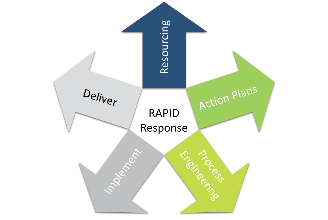 Resourcing
Action Plans
Process
Engineering
Implement
Deliver
RAPID
Response